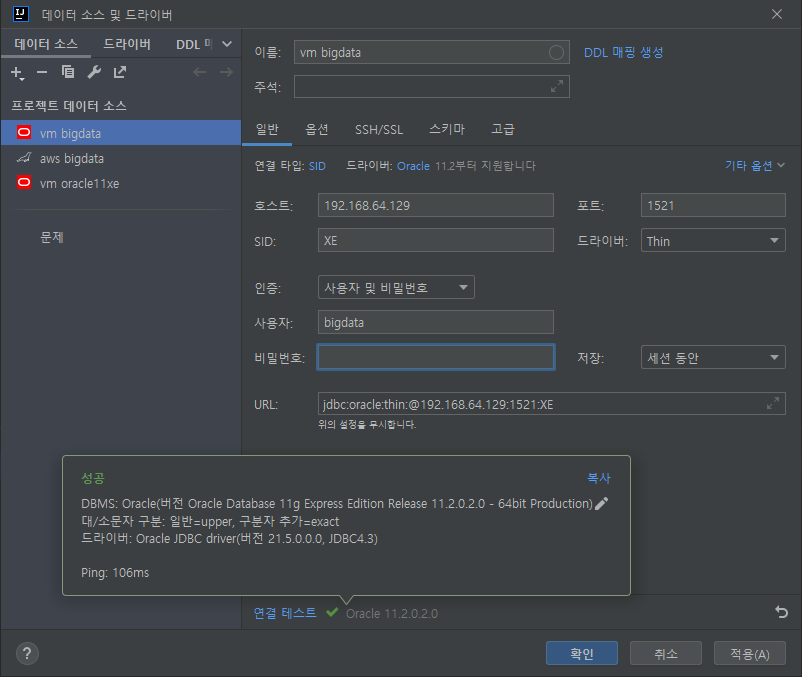 IJ 데이터 소스 및 드라이버
데이터 소스 드라이버 DDL
프로젝트 데이터 소스
vm bigdata
aws bigdata
vm oracle11xe
문제
이름: vm bigdata DDL 매핑 생성
주석:
일반 옵션 SSH/SSL 스키마 고급
연결 타입: SID 드라이버: Oracle 11.2부터 지원합니다 기타 옵션
호스트: 192.168.64.129 포트: 1521
SID: XE 드라이버: Thin
인증: 사용자 및 비밀번호
사용자: bigdata
비밀번호: 저장: 세션 동안
URL: jdbc:oracle:thin:@192.168.64.129:1521:XE
위의 설정을 무시합니다.
성공 복사
DBMS: Oracle(버전 Oracle Database 11g Express Edition Release 11.2.0.2.0 - 64bit Production)
대/소문자 구분: 일반=upper, 구분자 추가=exact
드라이버: Oracle JDBC driver(버전 21.5.0.0.0, JDBC4.3)
Ping: 106ms
연결 테스트 Oracle 11.2.0.2.0
? 확인 취소 적용(A)